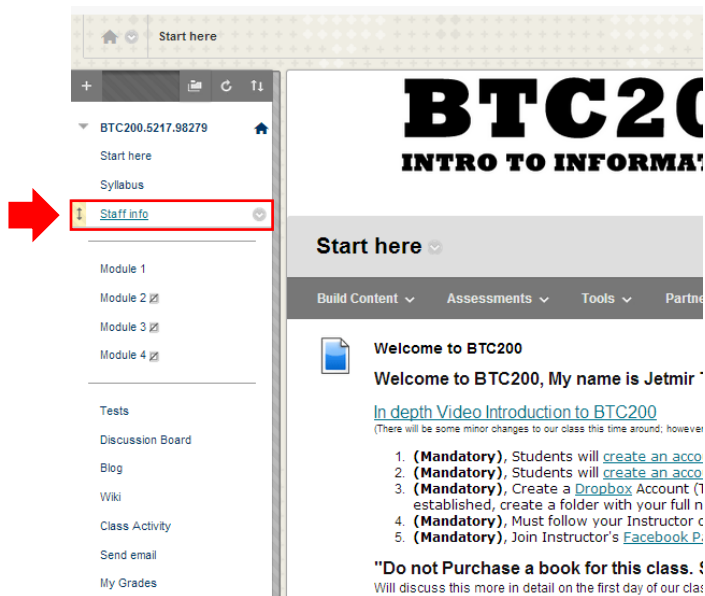 Start here
BTC200.5217.98279
Start here
Syllabus
Staff info
Module 1
Module 2
Module 3
Module 4
Tests
Discussion Board
Blog
Wiki
Class Activity
Send email
My Grades
BTC20
INTRO TO INFORMAT
Start here
Build Content Assessments Tools Partne
Welcome to BTC200
Welcome to BTC200, My name is Jetmir
In depth Video Introduction to BTC200
(There will be some minor changes to our class this time around; however
1. (Mandatory), Students will create an acco
2. (Mandatory), Students will create an acco
3. (Mandatory), Create a Dropbox Account (T
established, create a folder with your full n
4. (Mandatory), Must follow your Instructor o
5. (Mandatory), Join Instructor's Facebook Pa
"Do not Purchase a book for this class. S
Will discuss this more in detail on the first day of our clas